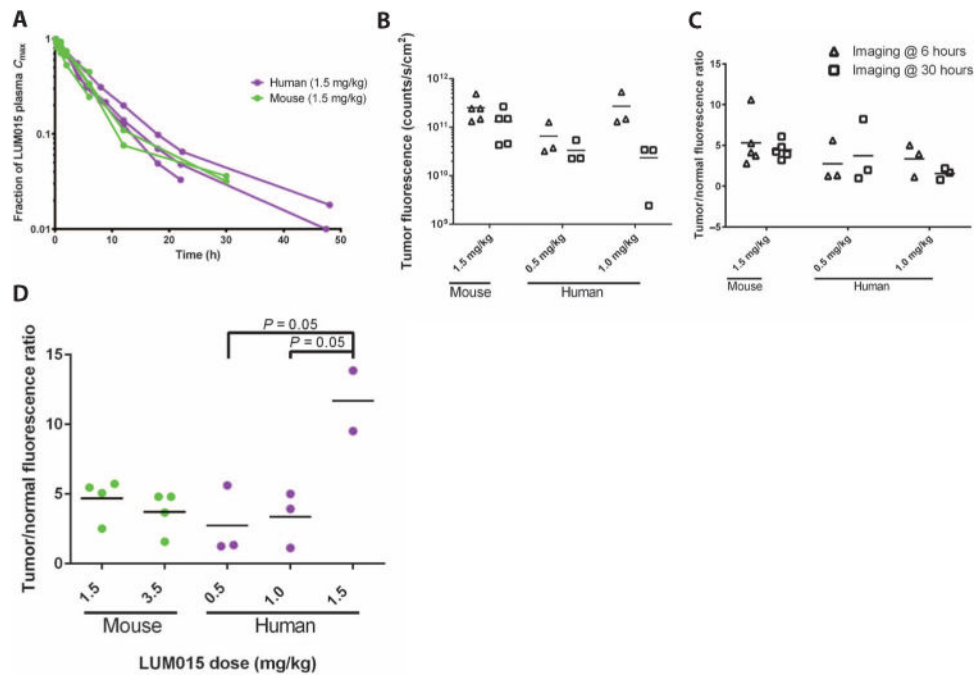 A
Fraction of LUM015 plasma Cmax
1
0.1
0.01
0
10
20
30
40
50
Time (h)
Human (1.5 mg/kg)
Mouse (1.5 mg/kg)
B
Tumor fluorescence (counts/s/cm²)
10¹²
10¹¹
10¹⁰
10⁹
1.5 mg/kg
0.5 mg/kg
1.0 mg/kg
Mouse
Human
C
Imaging @ 6 hours
Imaging @ 30 hours
Tumor/normal fluorescence ratio
15
10
5
0
−5
1.5 mg/kg
0.5 mg/kg
1.0 mg/kg
Mouse
Human
D
P = 0.05
P = 0.05
Tumor/normal fluorescence ratio
15
10
5
0
1.5
3.5
0.5
1.0
1.5
Mouse
Human
LUM015 dose (mg/kg)